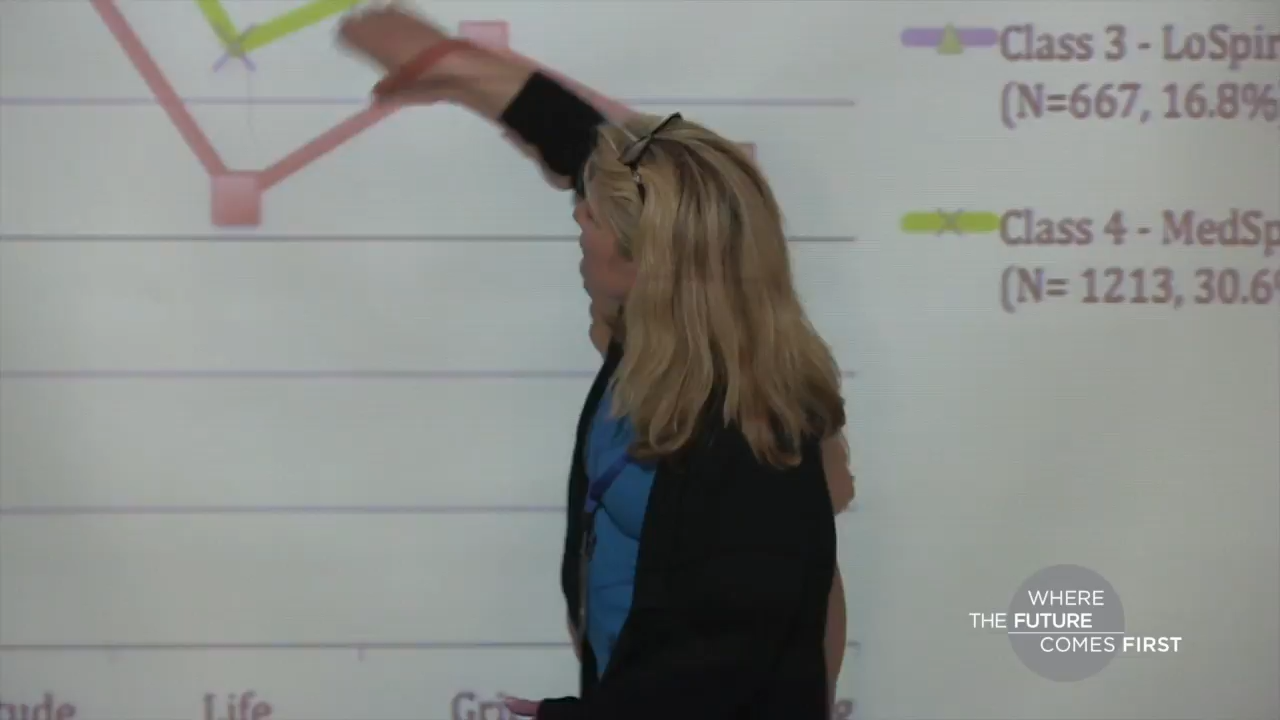 Class 3 - LoSpir
(N=667, 16.8%
Class 4 - MedSp
(N= 1213, 30.6
Life
WHERE
THE FUTURE
COMES FIRST